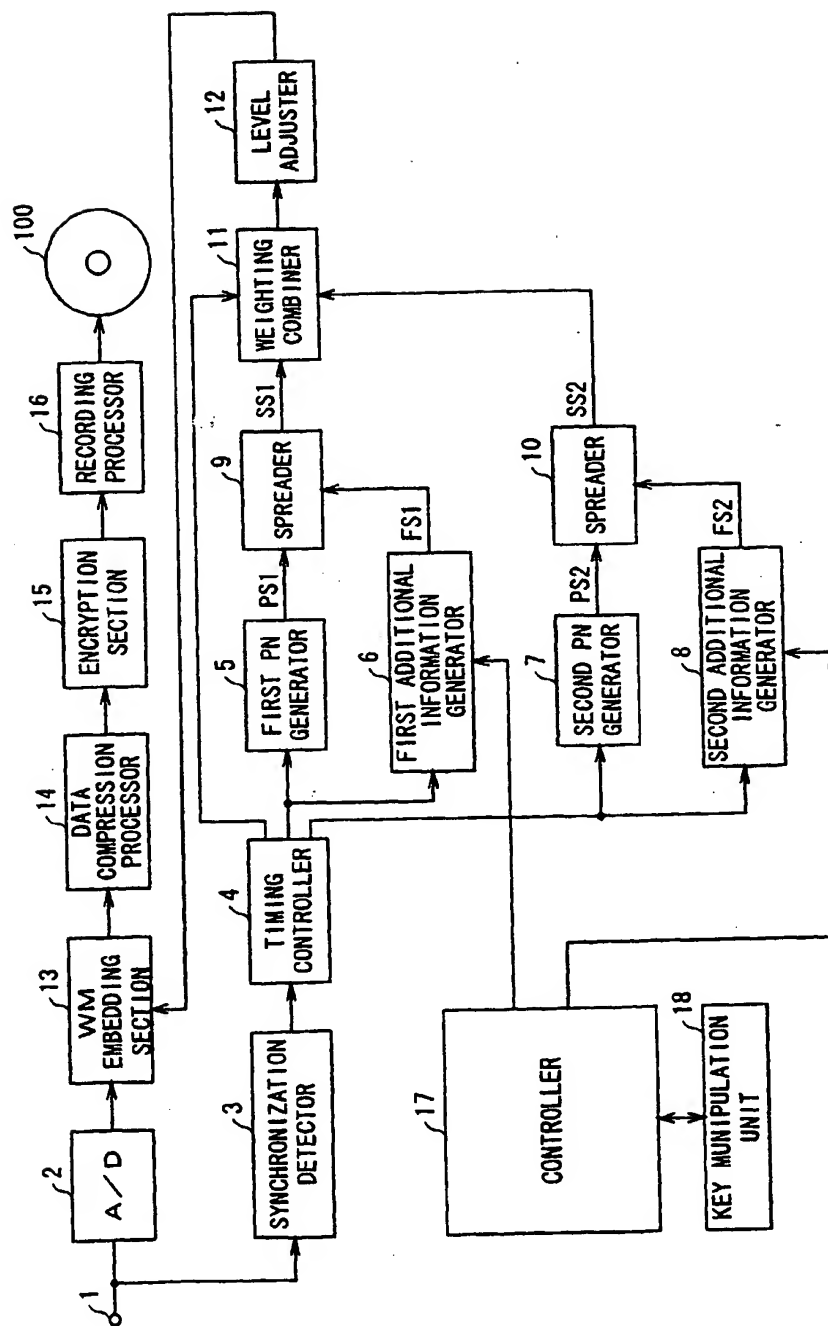 1
2
A/D
13
WM
EMBEDDING
SECTION
14
DATA
COMPRESSION
PROCESSOR
15
ENCRYPTION
SECTION
16
RECORDING
PROCESSOR
100
3
SYNCHRONIZATION
DETECTOR
4
TIMING
CONTROLLER
5
FIRST PN
GENERATOR
PS1
9
SPREADER
SS1
11
WEIGHTING
COMBINER
12
LEVEL
ADJUSTER
6
FIRST ADDITIONAL
INFORMATION
GENERATOR
FS1
7
SECOND PN
GENERATOR
PS2
10
SPREADER
SS2
8
SECOND ADDITIONAL
INFORMATION
GENERATOR
FS2
17
CONTROLLER
18
KEY MUNIPULATION
UNIT